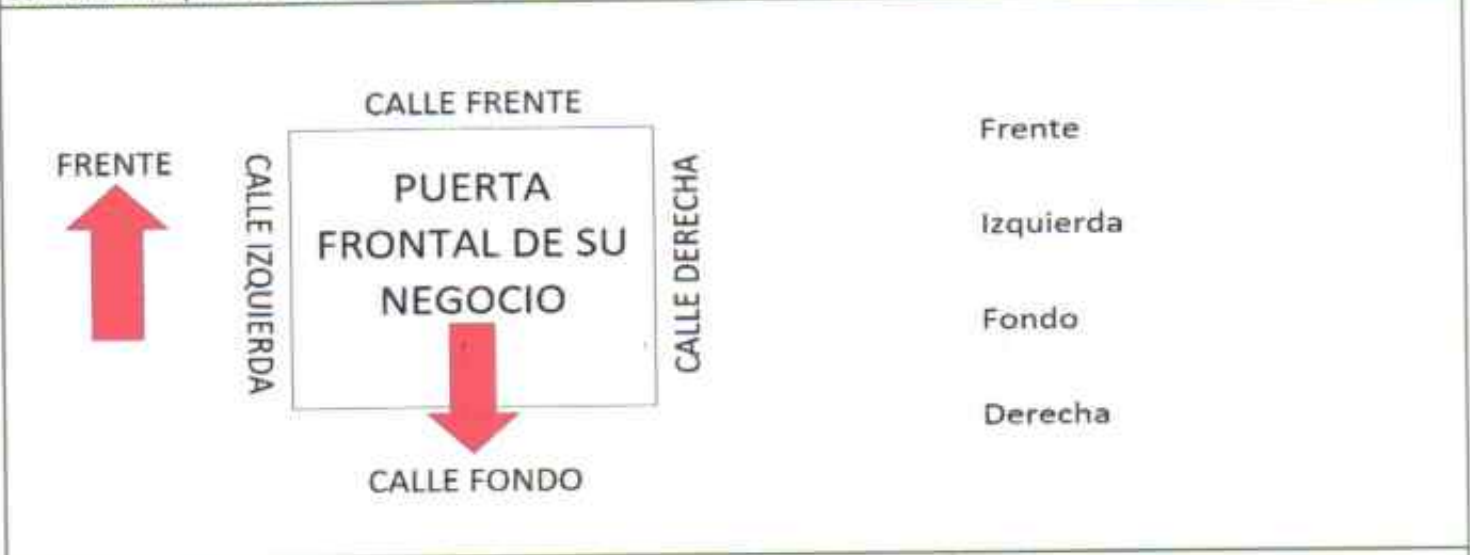 CALLE FRENTE
FRENTE
CALLE IZQUIERDA
PUERTA
FRONTAL DE SU
NEGOCIO
CALLE DERECHA
CALLE FONDO
Frente
Izquierda
Fondo
Derecha